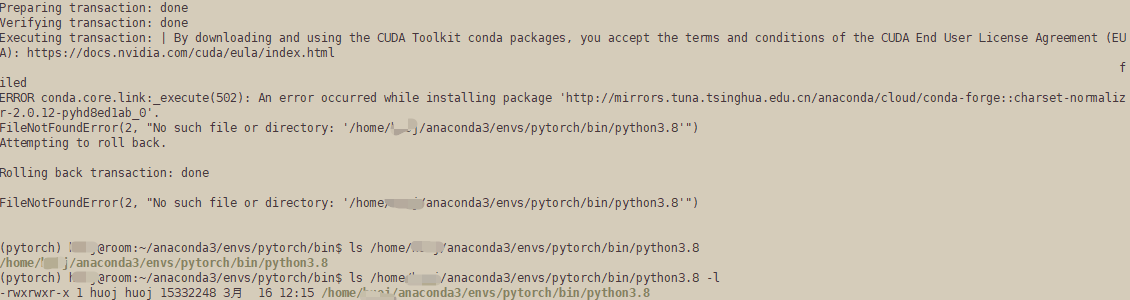 Preparing transaction: done
Verifying transaction: done
Executing transaction: | By downloading and using the CUDA Toolkit conda packages, you accept the terms and conditions of the CUDA End User License Agreement (EU
A): https://docs.nvidia.com/cuda/eula/index.html
f
iled
ERROR conda.core.link:_execute(502): An error occurred while installing package 'http://mirrors.tuna.tsinghua.edu.cn/anaconda/cloud/conda-forge::charset-normaliz
r-2.0.12-pyhd8ed1ab_0'.
FileNotFoundError(2, "No such file or directory: '/home/ /anaconda3/envs/pytorch/bin/python3.8'")
Attempting to roll back.
Rolling back transaction: done
FileNotFoundError(2, "No such file or directory: '/home/ /anaconda3/envs/pytorch/bin/python3.8'")
(pytorch) @room:~/anaconda3/envs/pytorch/bin$ ls /home/ /anaconda3/envs/pytorch/bin/python3.8
/home/ /anaconda3/envs/pytorch/bin/python3.8
(pytorch) @room:~/anaconda3/envs/pytorch/bin$ ls /home/ /anaconda3/envs/pytorch/bin/python3.8 -l
-rwxrwxr-x 1 huoj huoj 15332248 3月 16 12:15 /home/ /anaconda3/envs/pytorch/bin/python3.8